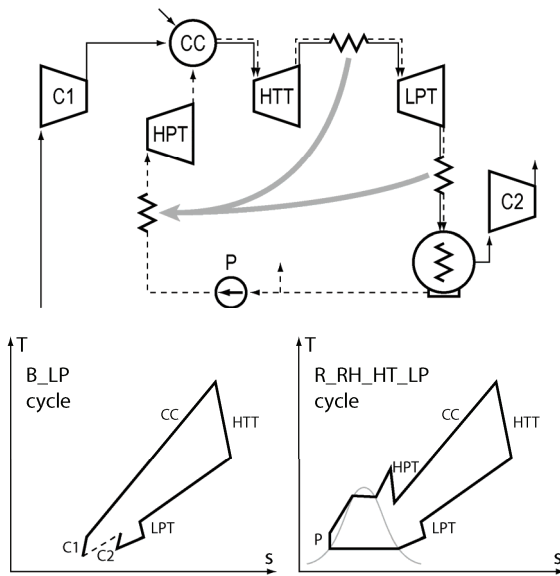 CC
C1
HTT
LPT
HPT
C2
P
T
B_LP
cycle
CC
HTT
LPT
C1
C2
s
T
R_RH_HT_LP
cycle
CC
HTT
HPT
LPT
P
s